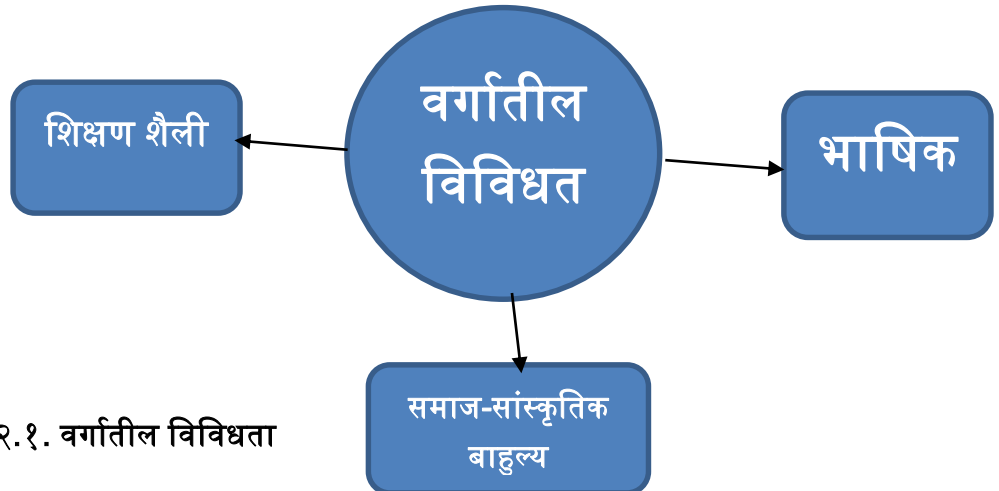 वर्गातील
विविधत
शिक्षण शैली
भाषिक
समाज-सांस्कृतिक
बाहुल्य
२.१. वर्गातील विविधता